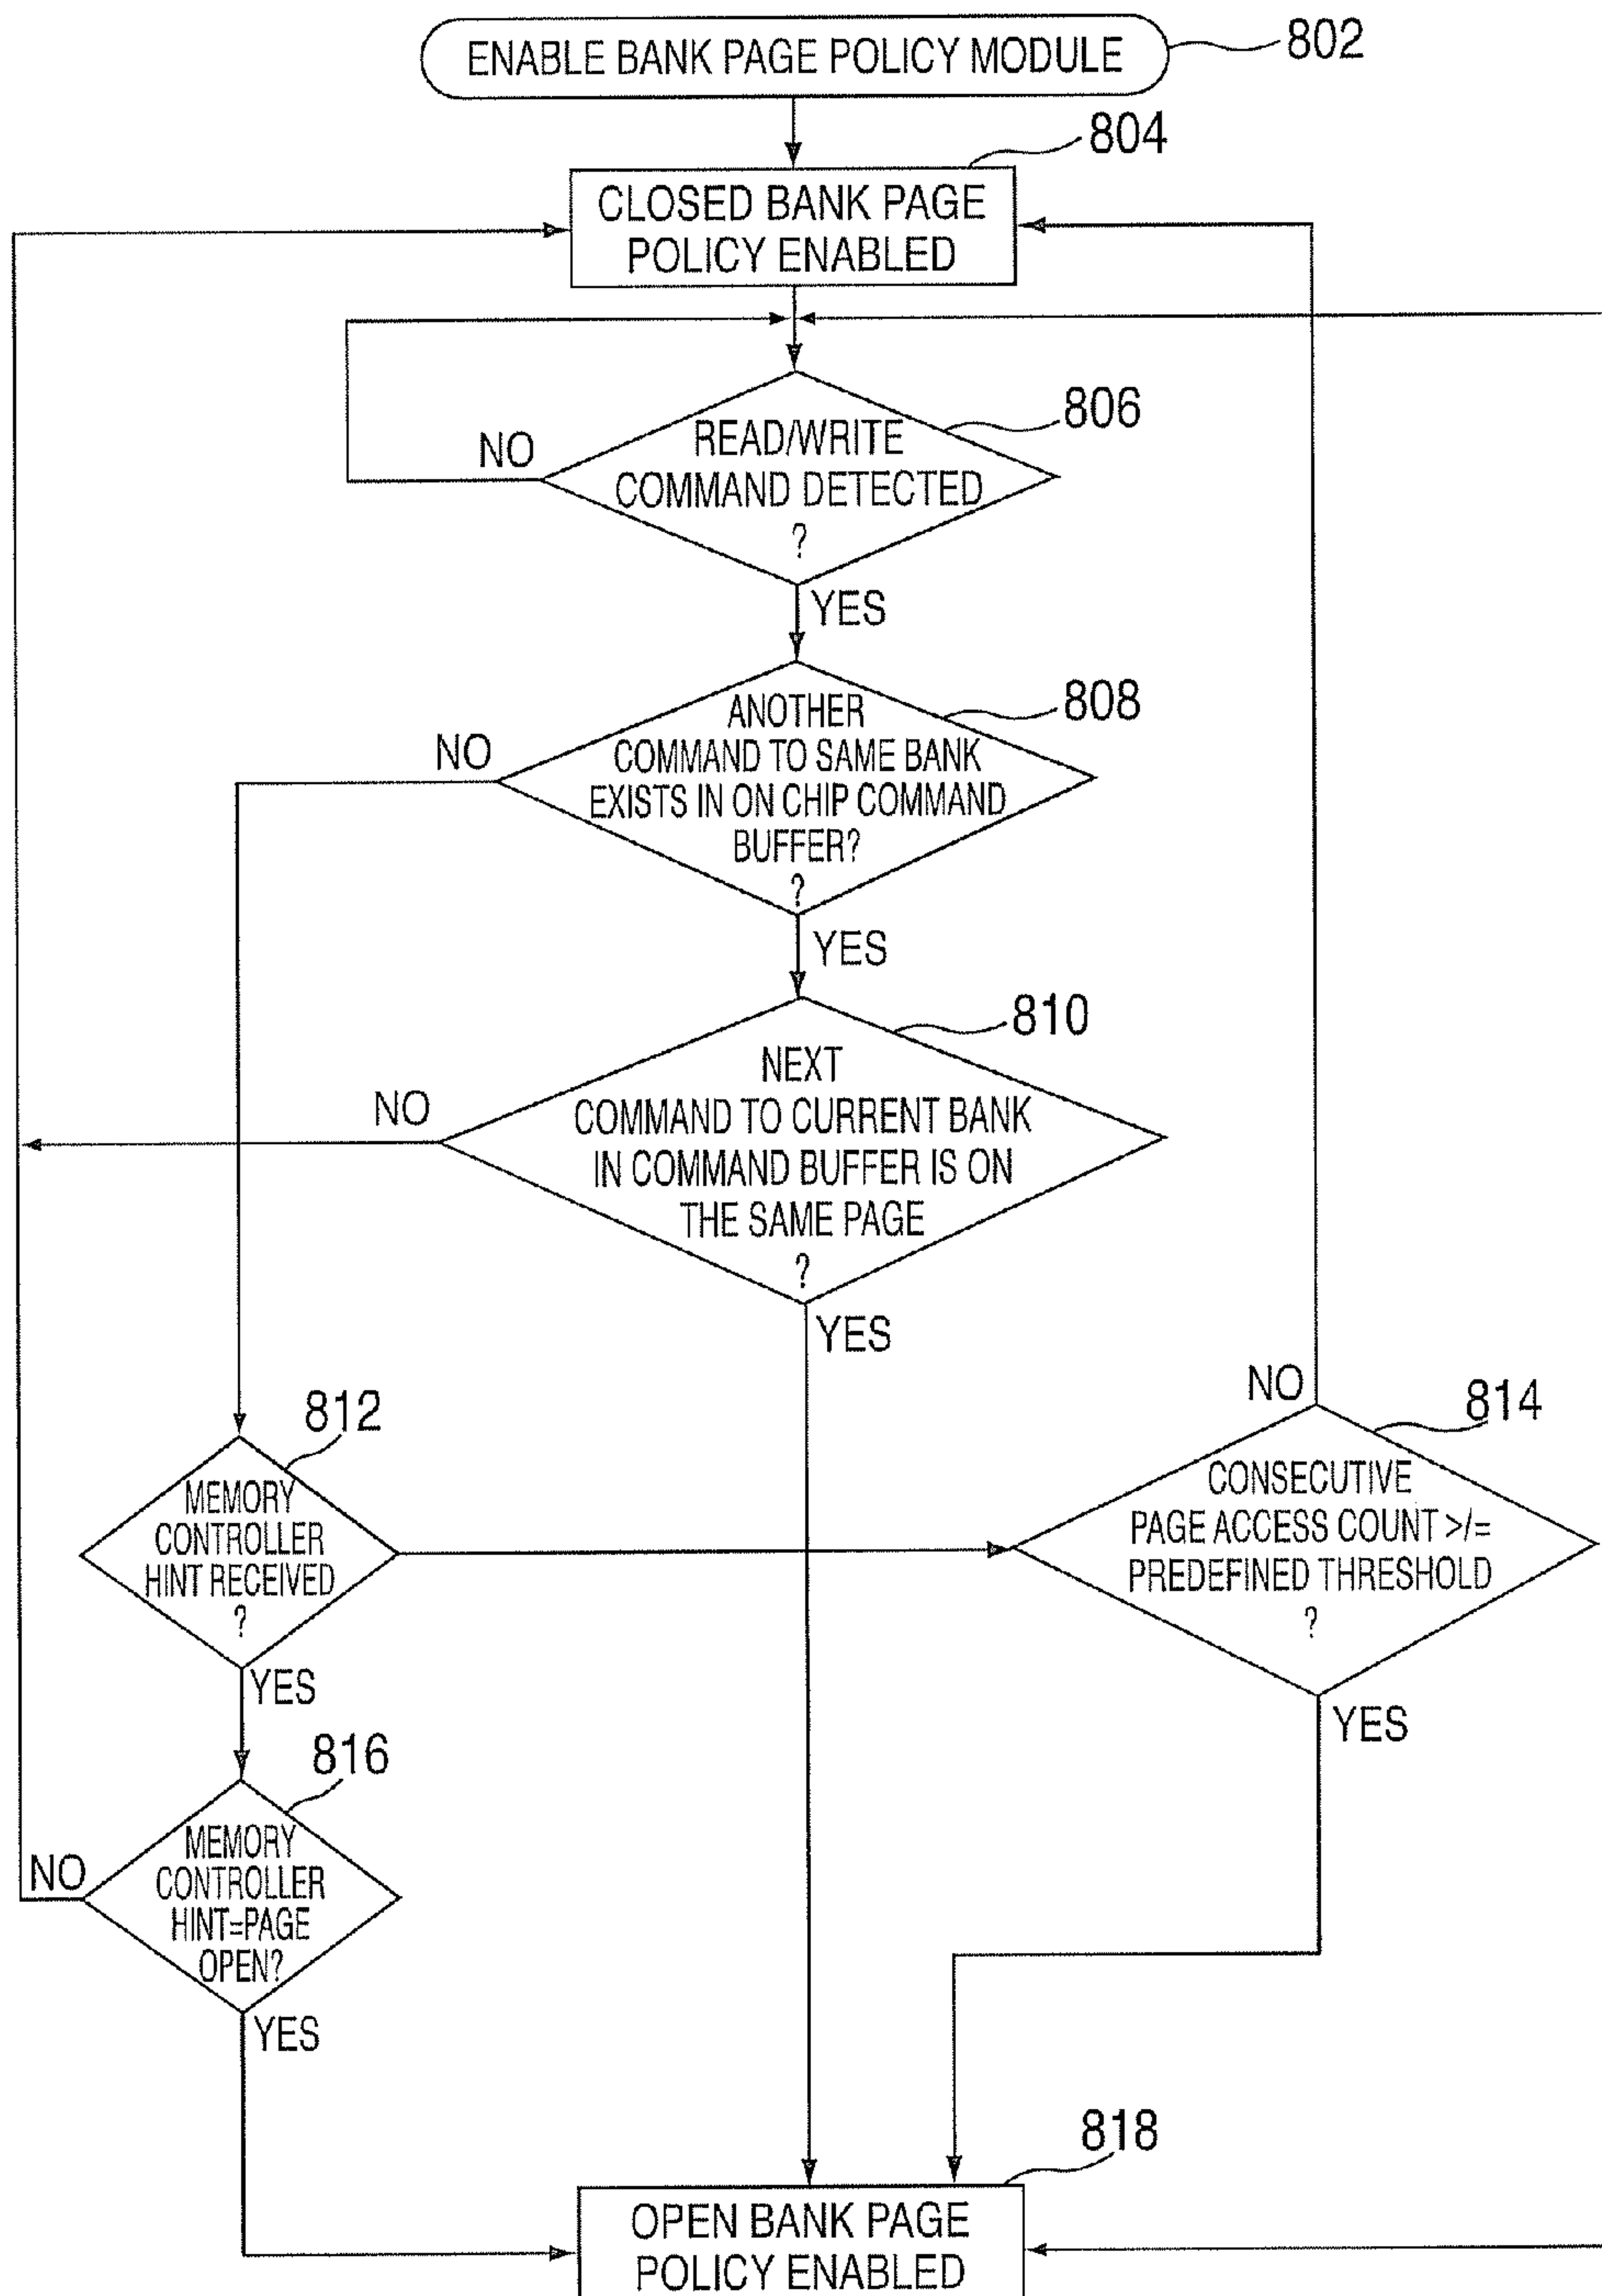 ENABLE BANK PAGE POLICY MODULE
802
804
CLOSED BANK PAGE
POLICY ENABLED
806
NO
READ/WRITE
COMMAND DETECTED
?
YES
808
NO
ANOTHER
COMMAND TO SAME BANK
EXISTS IN ON CHIP COMMAND
BUFFER?
?
YES
810
NO
NEXT
COMMAND TO CURRENT BANK
IN COMMAND BUFFER IS ON
THE SAME PAGE
?
YES
812
MEMORY
CONTROLLER
HINT RECEIVED
?
YES
NO
814
CONSECUTIVE
PAGE ACCESS COUNT >/=
PREDEFINED THRESHOLD
?
YES
816
NO
MEMORY
CONTROLLER
HINT=PAGE
OPEN?
YES
818
OPEN BANK PAGE
POLICY ENABLED